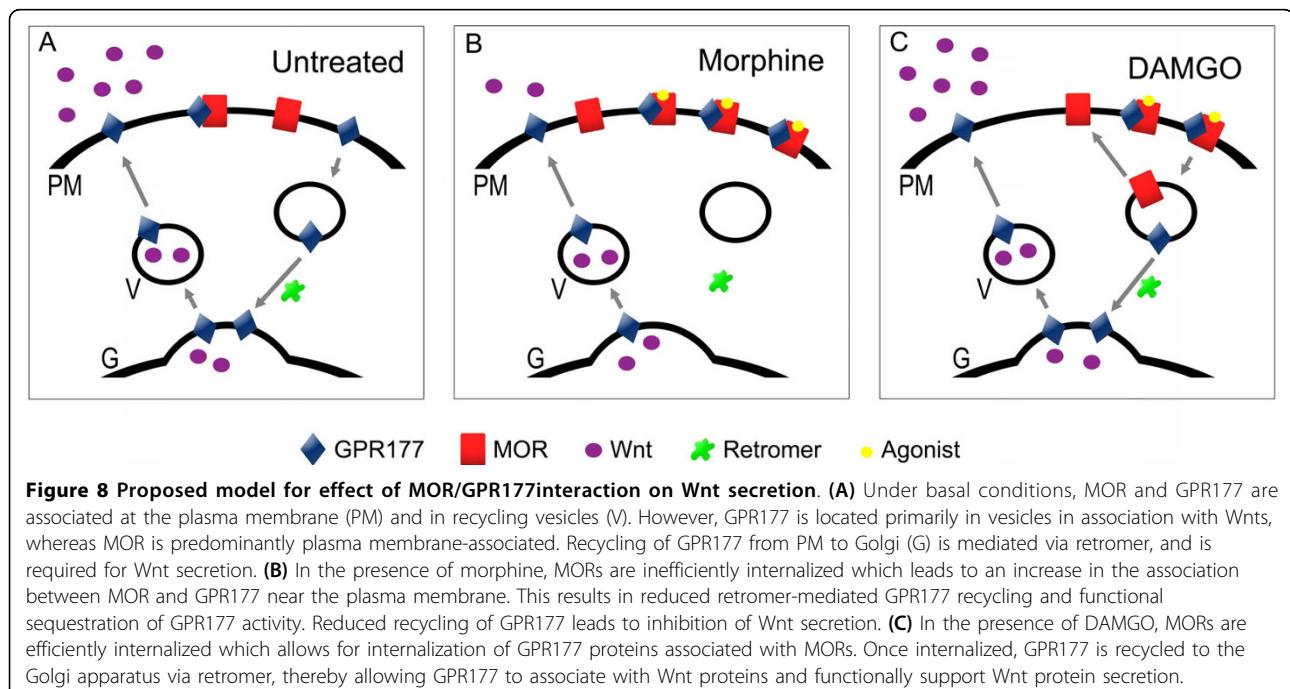 A
Untreated
PM
V
G
B
Morphine
PM
V
G
C
DAMGO
PM
V
G
GPR177 MOR Wnt Retromer Agonist
Figure 8 Proposed model for effect of MOR/GPR177interaction on Wnt secretion. (A) Under basal conditions, MOR and GPR177 are
associated at the plasma membrane (PM) and in recycling vesicles (V). However, GPR177 is located primarily in vesicles in association with Wnts,
whereas MOR is predominantly plasma membrane-associated. Recycling of GPR177 from PM to Golgi (G) is mediated via retromer, and is
required for Wnt secretion. (B) In the presence of morphine, MORs are inefficiently internalized which leads to an increase in the association
between MOR and GPR177 near the plasma membrane. This results in reduced retromer-mediated GPR177 recycling and functional
sequestration of GPR177 activity. Reduced recycling of GPR177 leads to inhibition of Wnt secretion. (C) In the presence of DAMGO, MORs are
efficiently internalized which allows for internalization of GPR177 proteins associated with MORs. Once internalized, GPR177 is recycled to the
Golgi apparatus via retromer, thereby allowing GPR177 to associate with Wnt proteins and functionally support Wnt protein secretion.